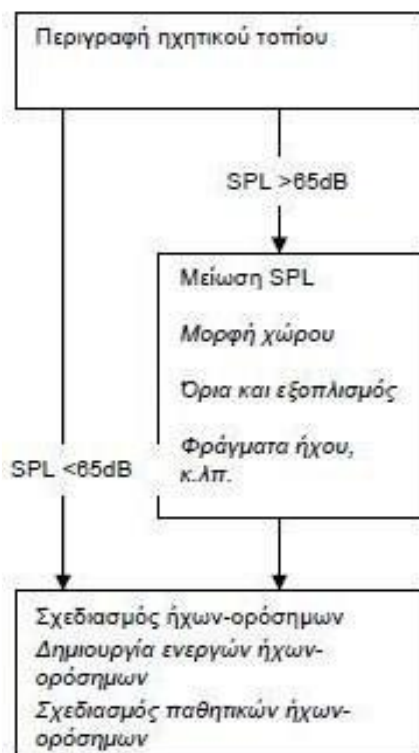 Περιγραφή ηχητικού τοπίου
SPL >65dB
Μείωση SPL
Μορφή χώρου
Όρια και εξοπλισμός
Φράγματα ήχου,
κ.λπ.
SPL <65dB
Σχεδιασμός ήχων-ορόσημων
Δημιουργία ενεργών ήχων-
ορόσημων
Σχεδιασμός παθητικών ήχων-
ορόσημων